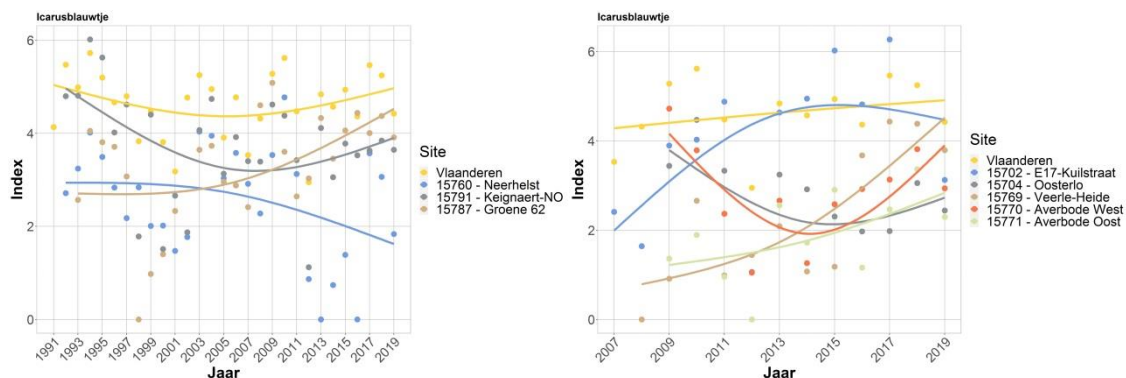 Icarusblauwtje
6
4
2
0
Index
1991
1993
1995
1997
1999
2001
2003
2005
2007
2009
2011
2013
2015
2017
2019
Jaar
Site
Vlaanderen
15760 - Neerhelst
15791 - Keignaert-NO
15787 - Groene 62
Icarusblauwtje
6
4
2
0
Index
2007
2009
2011
2013
2015
2017
2019
Jaar
Site
Vlaanderen
15702 - E17-Kuilstraat
15704 - Oosterlo
15769 - Veerle-Heide
15770 - Averbode West
15771 - Averbode Oost